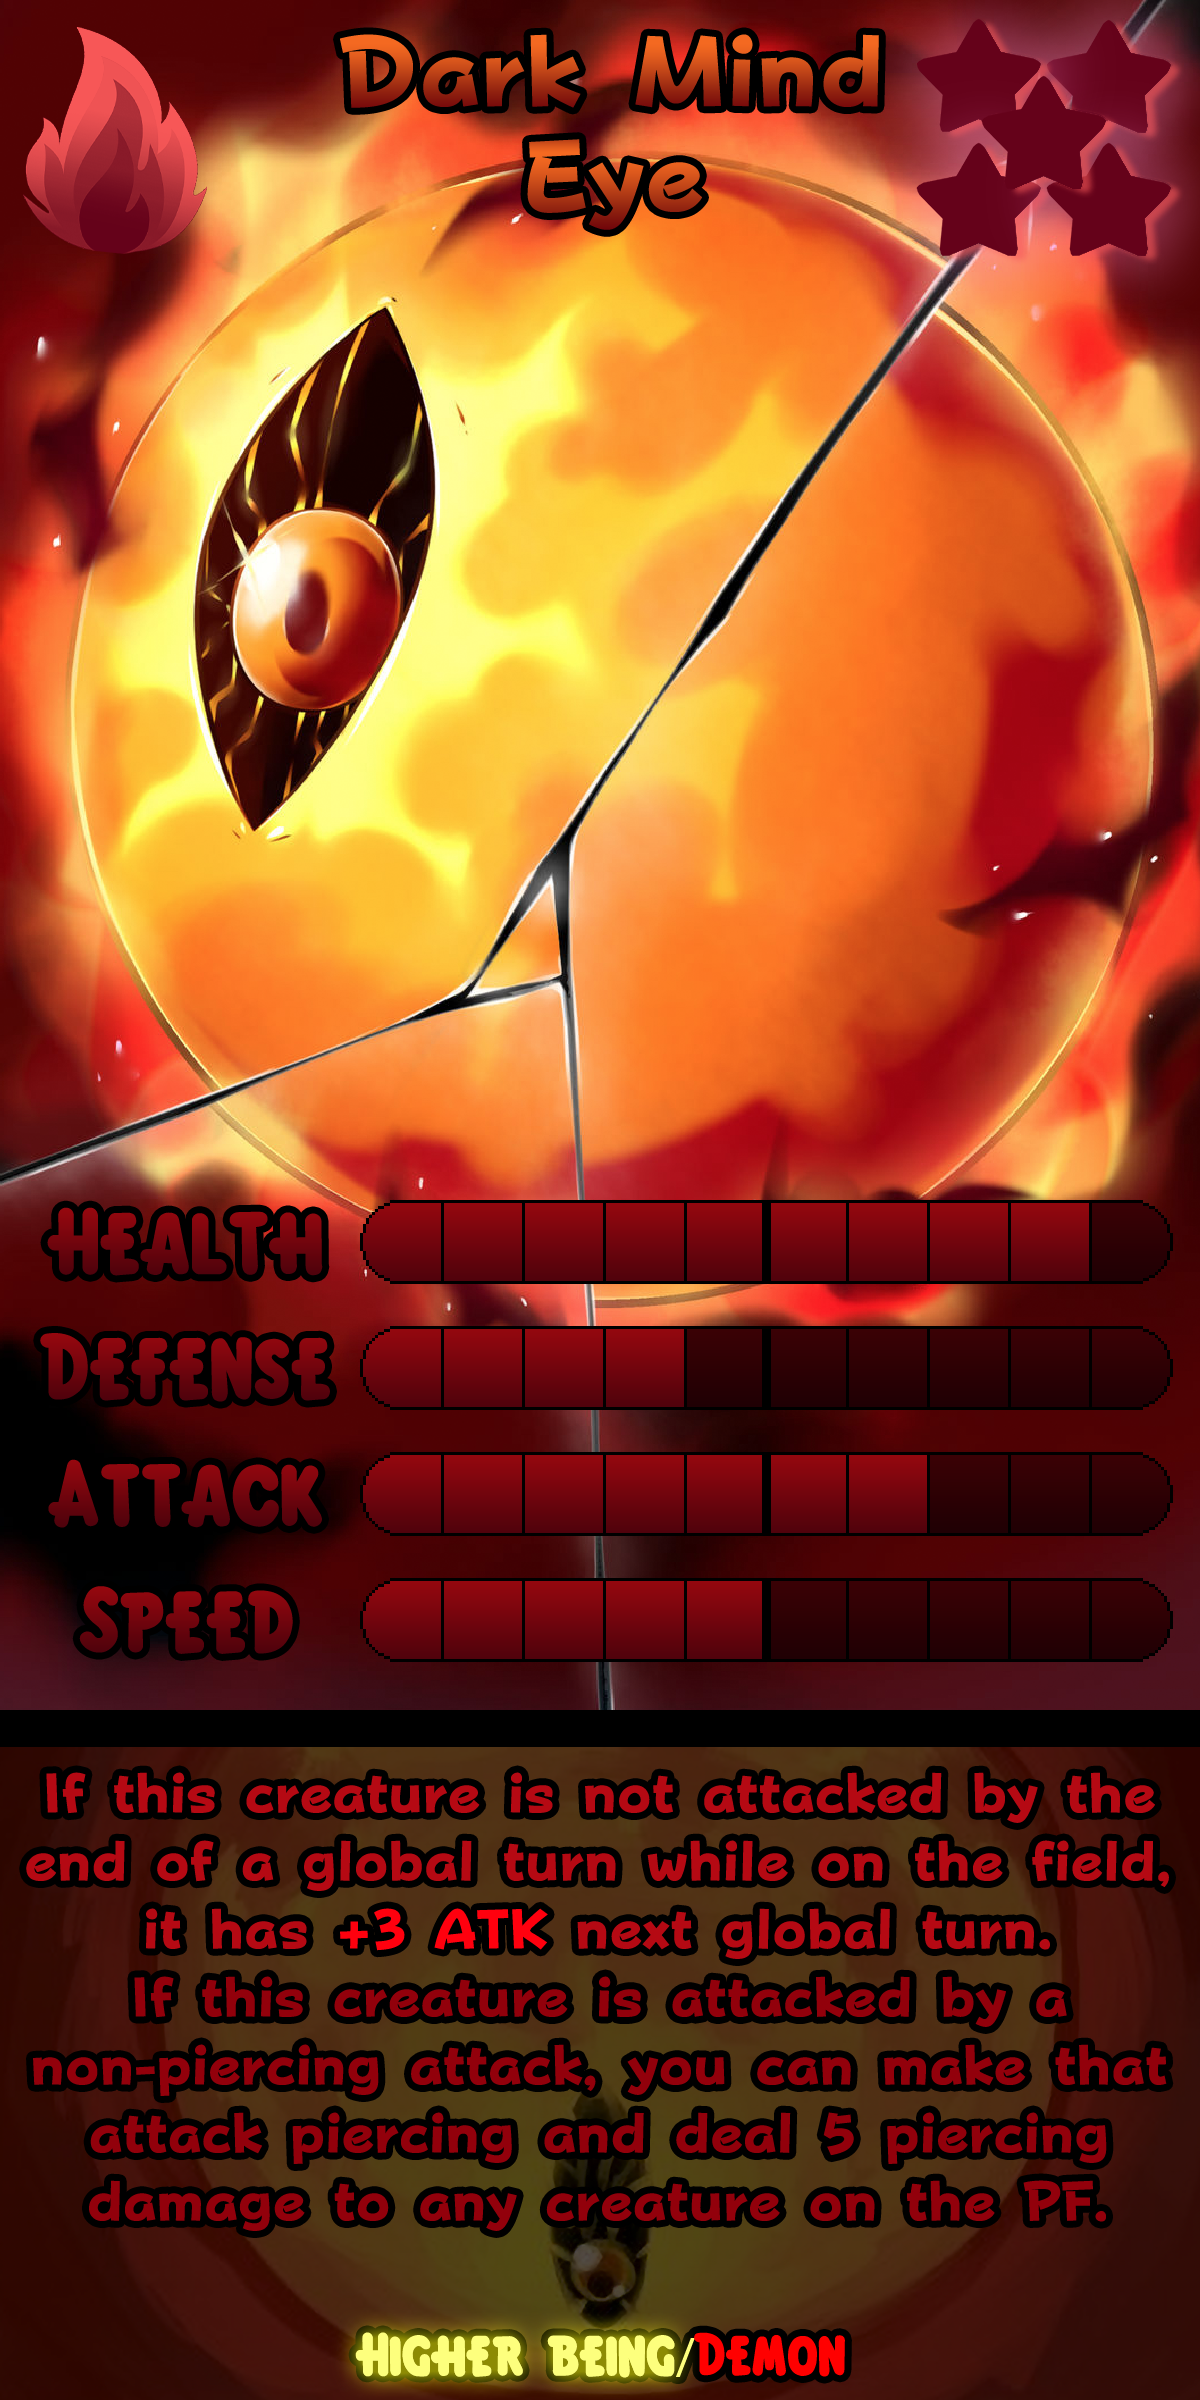 Dark Mind
Eye
HEALTH
DEFENSE
ATTACK
SPEED
If this creature is not attacked by the
end of a global turn while on the field,
it has +3 ATK next global turn.
If this creature is attacked by a
non-piercing attack, you can make that
attack piercing and deal 5 piercing
damage to any creature on the PF.
HIGHER BEING/DEMON